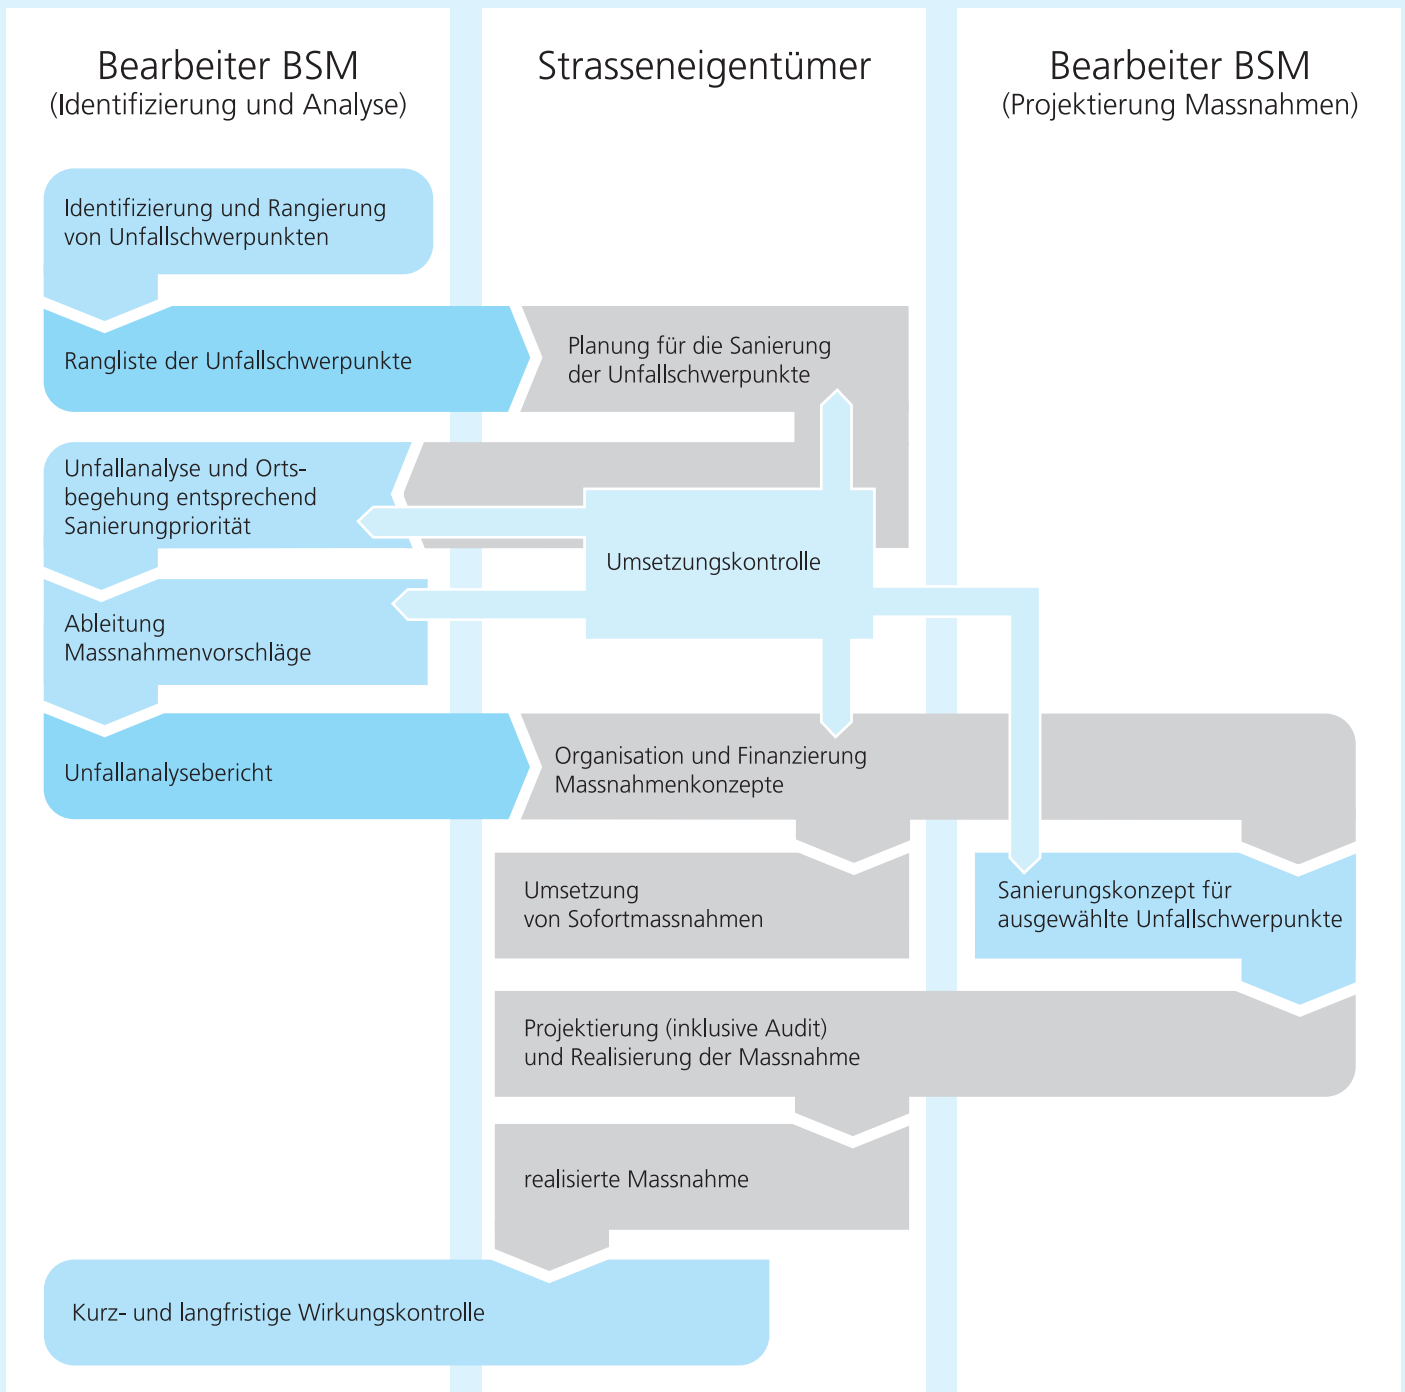 Bearbeiter BSM
(Identifizierung und Analyse)
Strasseneigentümer
Bearbeiter BSM
(Projektierung Massnahmen)
Identifizierung und Rangierung
von Unfallschwerpunkten
Rangliste der Unfallschwerpunkte
Planung für die Sanierung
der Unfallschwerpunkte
Unfallanalyse und Orts-
begehung entsprechend
Sanierungpriorität
Umsetzungskontrolle
Ableitung
Massnahmenvorschläge
Unfallanalysebericht
Organisation und Finanzierung
Massnahmenkonzepte
Umsetzung
von Sofortmassnahmen
Sanierungskonzept für
ausgewählte Unfallschwerpunkte
Projektierung (inklusive Audit)
und Realisierung der Massnahme
realisierte Massnahme
Kurz- und langfristige Wirkungskontrolle